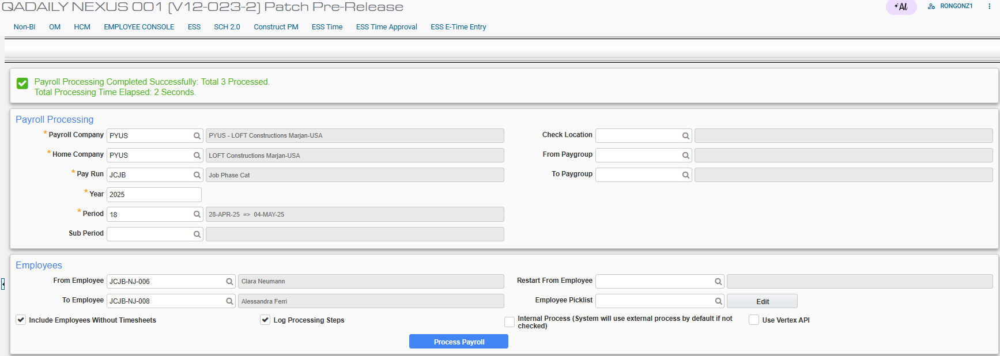 QADAILY NEXUS 001 (V12-023-2) Patch Pre-Release
AI
RONGONZ1
Non-BI OM HCM EMPLOYEE CONSOLE ESS SCH 2.0 Construct PM ESS Time ESS Time Approval ESS E-Time Entry
Payroll Processing Completed Successfully: Total 3 Processed.
Total Processing Time Elapsed: 2 Seconds.
Payroll Processing
* Payroll Company PYUS PYUS - LOFT Constructions Marjan-USA
Check Location
* Home Company PYUS LOFT Constructions Marjan-USA
From Paygroup
* Pay Run JCJB Job Phase Cat
To Paygroup
* Year 2025
* Period 18 28-APR-25 => 04-MAY-25
Sub Period
Employees
From Employee JCJB-NJ-006 Clara Neumann
Restart From Employee
To Employee JCJB-NJ-008 Alessandra Ferri
Employee Picklist Edit
Include Employees Without Timesheets
Log Processing Steps
Internal Process (System will use external process by default if not
checked)
Use Vertex API
Process Payroll